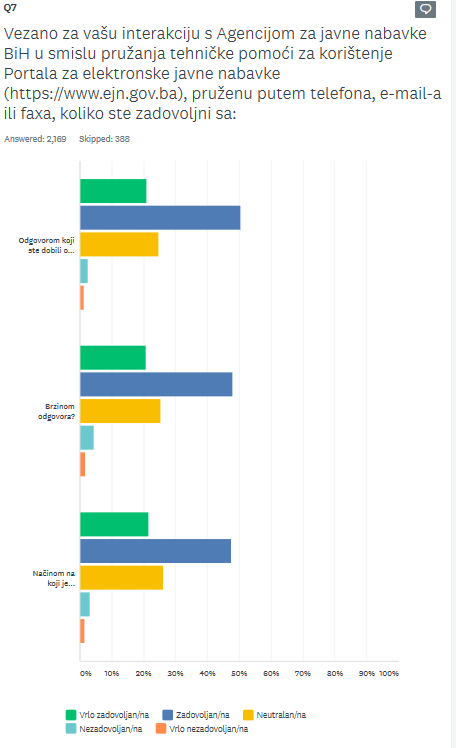 Q7
Vezano za vašu interakciju s Agencijom za javne nabavke
BiH u smislu pružanja tehničke pomoći za korištenje
Portala za elektronske javne nabavke
(https://www.ejn.gov.ba), pruženu putem telefona, e-mail-a
ili faxa, koliko ste zadovoljni sa:
Answered: 2,169 Skipped: 388
Odgovorom koji
ste dobili o...
Brzinom
odgovora?
Načinom na
koji je...
0% 10% 20% 30% 40% 50% 60% 70% 80% 90% 100%
Vrlo zadovoljan/na Zadovoljan/na Neutralan/na
Nezadovoljan/na Vrlo nezadovoljan/na